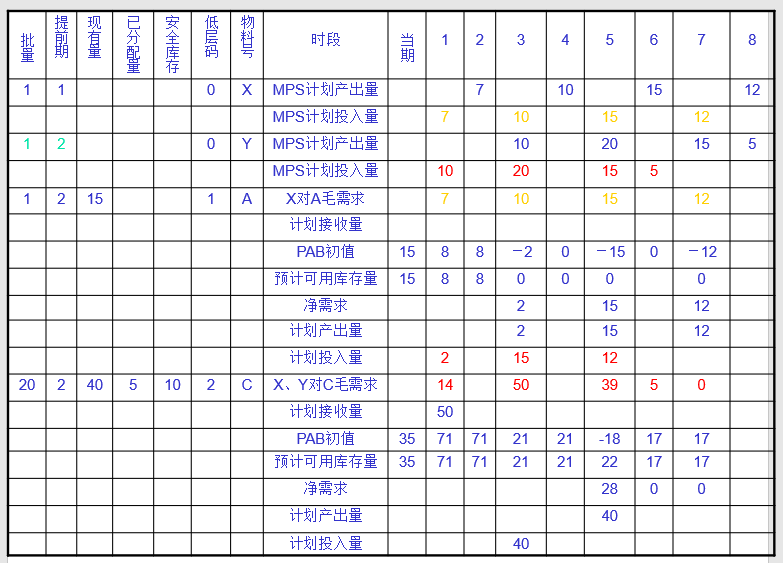 批量 提前期 现有量 已分配量 安全库存 低层码 物料号 时段 当期 1 2 3 4 5 6 7 8
1 1 0 X MPS计划产出量 7 10 15 12
MPS计划投入量 7 10 15 12
1 2 0 Y MPS计划产出量 10 20 15 5
MPS计划投入量 10 20 15 5
1 2 15 1 A X对A毛需求 7 10 15 12
计划接收量
PAB初值 15 8 8 －2 0 －15 0 －12
预计可用库存量 15 8 8 0 0 0 0
净需求 2 15 12
计划产出量 2 15 12
计划投入量 2 15 12
20 2 40 5 10 2 C X、Y对C毛需求 14 50 39 5 0
计划接收量 50
PAB初值 35 71 71 21 21 -18 17 17
预计可用库存量 35 71 71 21 21 22 17 17
净需求 28 0 0
计划产出量 40
计划投入量 40